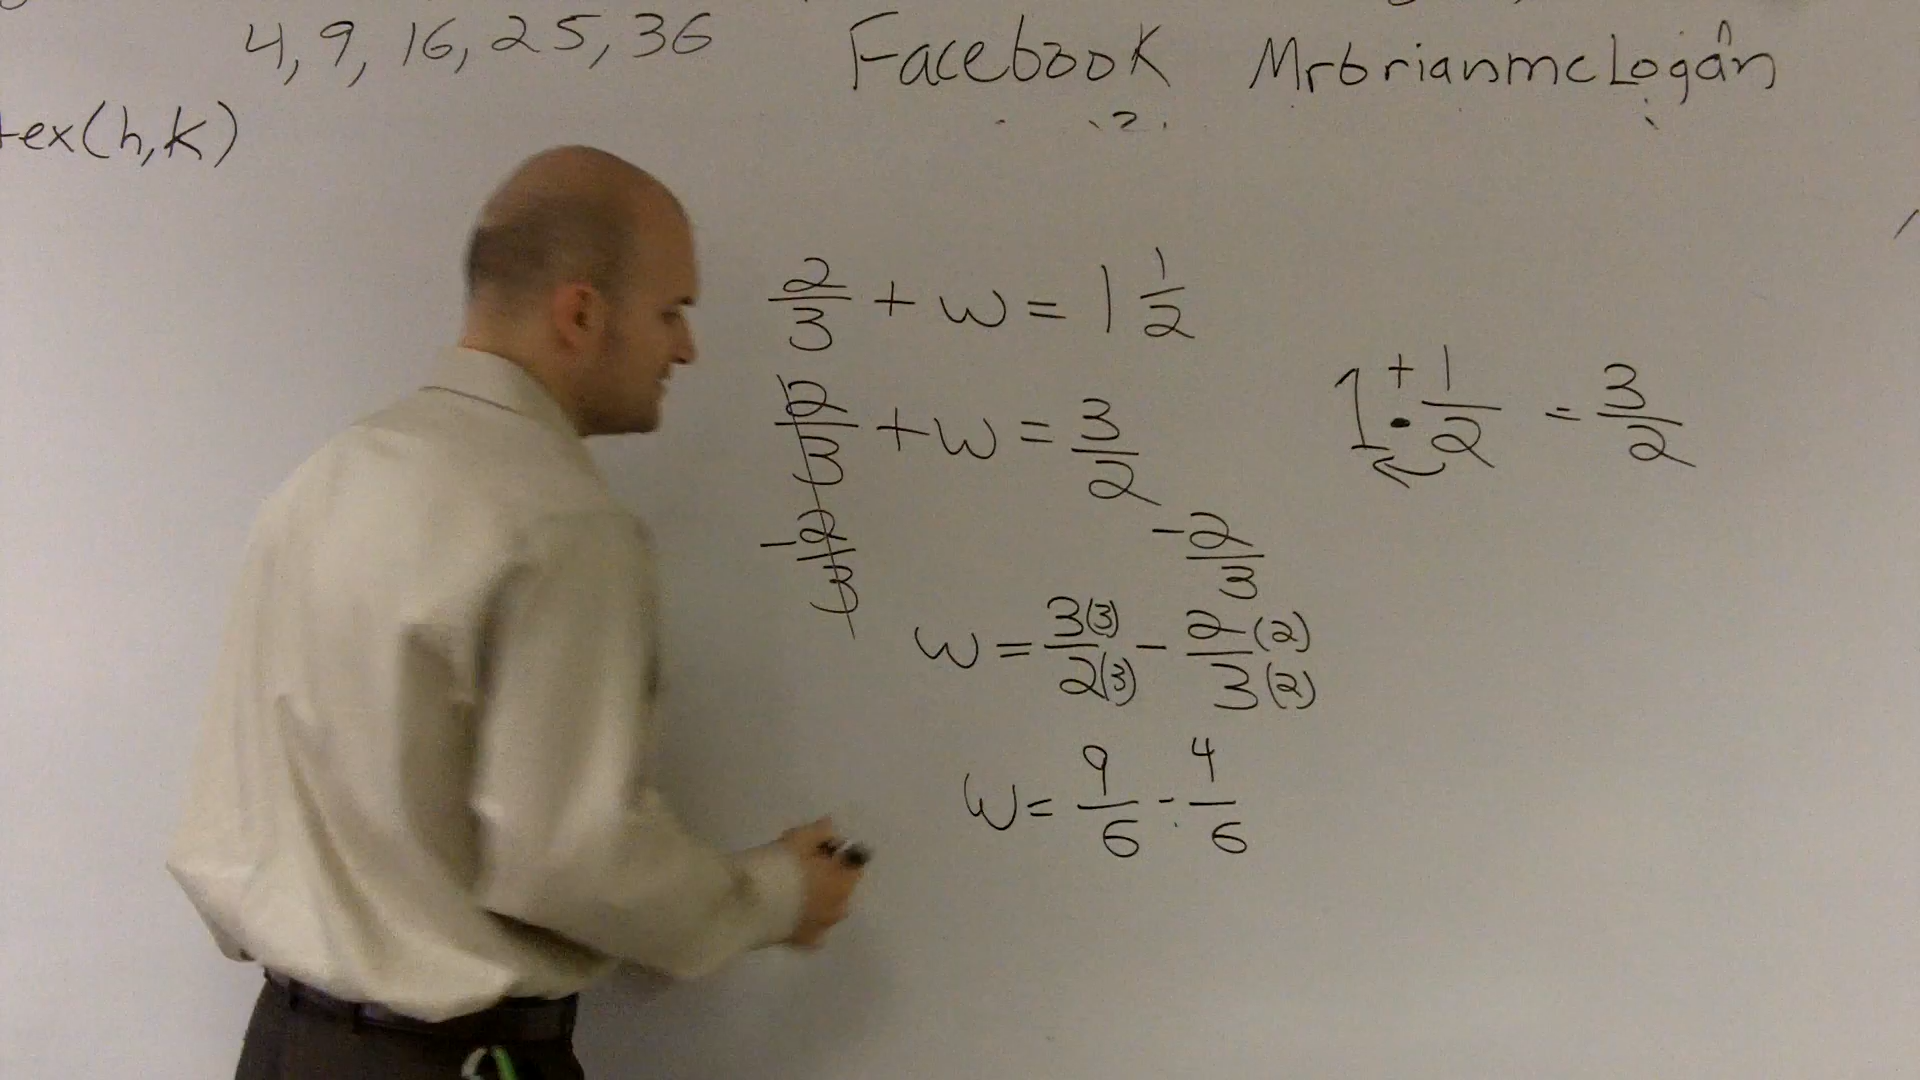 4, 9, 16, 25, 36
Facebook MrbrianmcLogan
tex(h,k)
2/3 + w = 1 1/2
2/3 + w = 3/2
-2/3 -2/3
1 + 1/2 = 3/2
w = 3(3)/2(3) - 2(2)/3(2)
w = 9/6 - 4/6